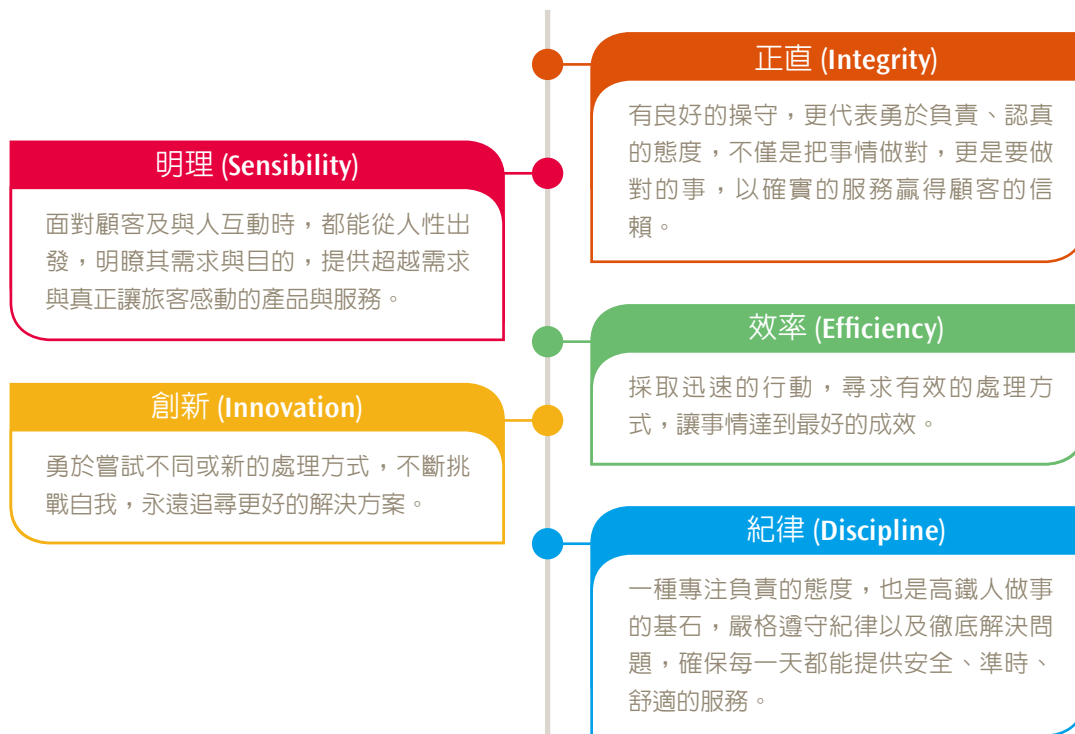 正直 (Integrity)
有良好的操守，更代表勇於負責、認真
的態度，不僅是把事情做對，更是要做
對的事，以確實的服務贏得顧客的信
賴。
明理 (Sensibility)
面對顧客及與人互動時，都能從人性出
發，明瞭其需求與目的，提供超越需求
與真正讓旅客感動的產品與服務。
效率 (Efficiency)
採取迅速的行動，尋求有效的處理方
式，讓事情達到最好的成效。
創新 (Innovation)
勇於嘗試不同或新的處理方式，不斷挑
戰自我，永遠追尋更好的解決方案。
紀律 (Discipline)
一種專注負責的態度，也是高鐵人做事
的基石，嚴格遵守紀律以及徹底解決問
題，確保每一天都能提供安全、準時、
舒適的服務。